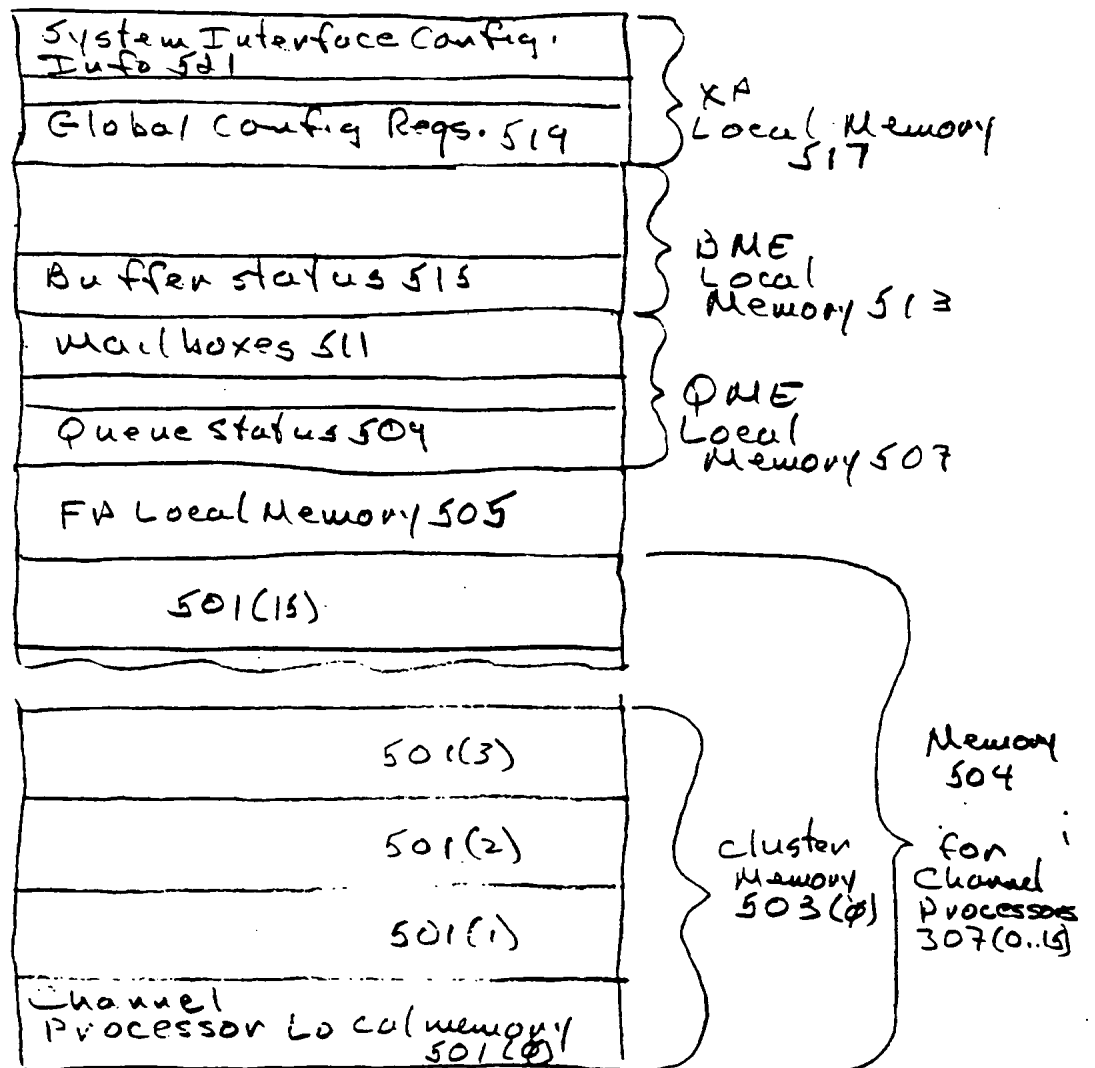 System Interface Config.
Info 521
Global Config Regs. 519
XP
Local Memory
517
Buffer status 515
BME
Local
Memory 513
Mailboxes 511
Queue Status 509
QME
Local
Memory 507
FP Local Memory 505
501(15)
501(3)
501(2)
501(1)
Channel
Processor Local memory
501(0)
Cluster
Memory
503(0)
Memory
504
for
Channel
Processors
307(0..15)